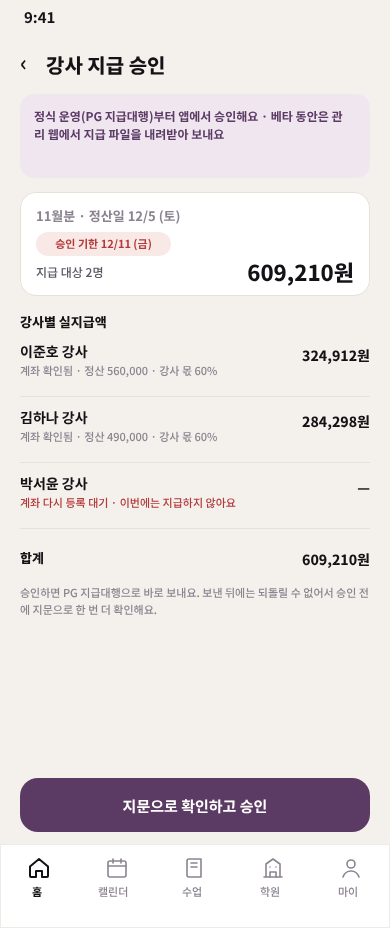 9:41
‹ 강사 지급 승인
정식 운영(PG 지급대행)부터 앱에서 승인해요 · 베타 동안은 관
리 웹에서 지급 파일을 내려받아 보내요
11월분 · 정산일 12/5 (토)
승인 기한 12/11 (금)
지급 대상 2명
609,210원
강사별 실지급액
이준호 강사
324,912원
계좌 확인됨 · 정산 560,000 · 강사 몫 60%
김하나 강사
284,298원
계좌 확인됨 · 정산 490,000 · 강사 몫 60%
박서윤 강사
—
계좌 다시 등록 대기 · 이번에는 지급하지 않아요
합계
609,210원
승인하면 PG 지급대행으로 바로 보내요. 보낸 뒤에는 되돌릴 수 없어서 승인 전
에 지문으로 한 번 더 확인해요.
지문으로 확인하고 승인
홈
캘린더
수업
학원
마이